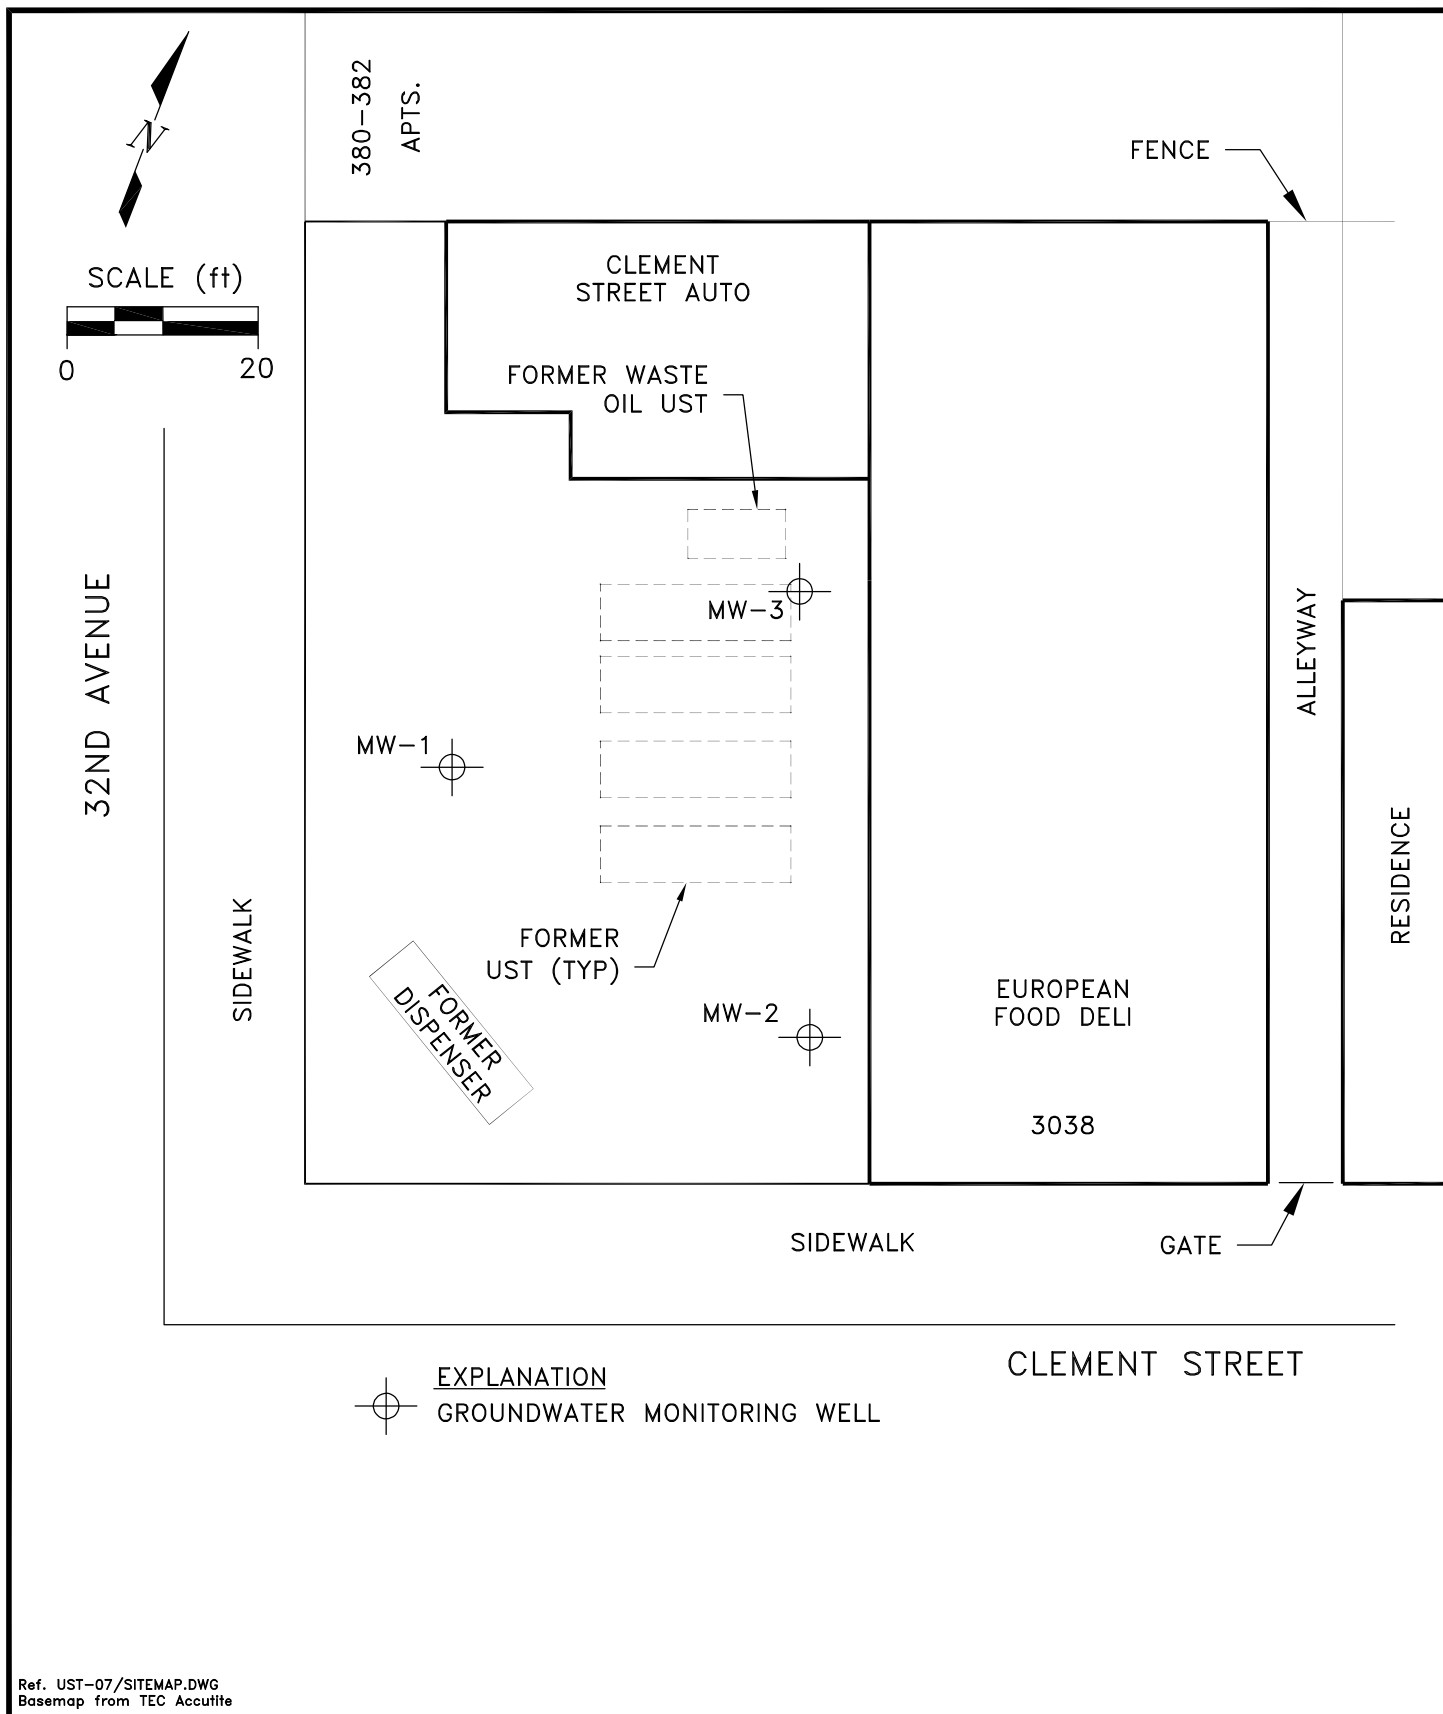 380-382
APTS.
N
FENCE
SCALE (ft)
0 20
CLEMENT
STREET AUTO
FORMER WASTE
OIL UST
MW-3
32ND AVENUE
ALLEYWAY
MW-1
RESIDENCE
SIDEWALK
FORMER
UST (TYP)
FORMER
DISPENSER
MW-2
EUROPEAN
FOOD DELI
3038
SIDEWALK
GATE
CLEMENT STREET
EXPLANATION
GROUNDWATER MONITORING WELL
Ref. UST-07/SITEMAP.DWG
Basemap from TEC Accutite